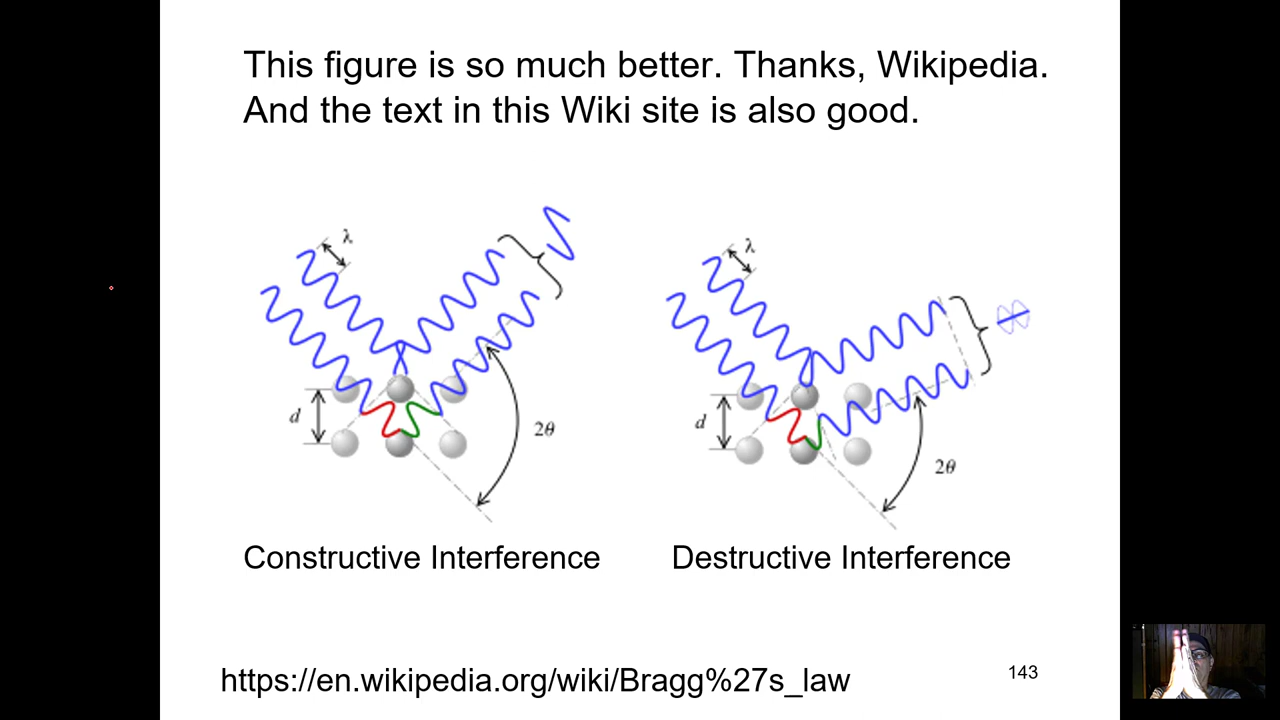 This figure is so much better. Thanks, Wikipedia.
And the text in this Wiki site is also good.
λ
d
2θ
Constructive Interference
λ
d
2θ
Destructive Interference
https://en.wikipedia.org/wiki/Bragg%27s_law
143